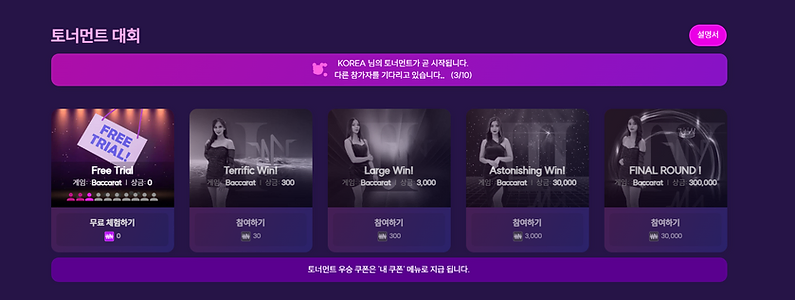 토너먼트 대회
설명서
KOREA 님의 토너먼트가 곧 시작됩니다.
다른 참가자를 기다리고 있습니다.. (3/10)
FREE
TRIAL!
Free Trial
게임: Baccarat | 상금: 0
무료 체험하기
WN 0
Terrific Win!
게임: Baccarat | 상금: 300
참여하기
WN 30
Large Win!
게임: Baccarat | 상금: 3,000
참여하기
WN 300
Astonishing Win!
게임: Baccarat | 상금: 30,000
참여하기
WN 3,000
FINAL ROUND !
게임: Baccarat | 상금: 300,000
참여하기
WN 30,000
토너먼트 우승 쿠폰은 '내 쿠폰' 메뉴로 지급 됩니다.